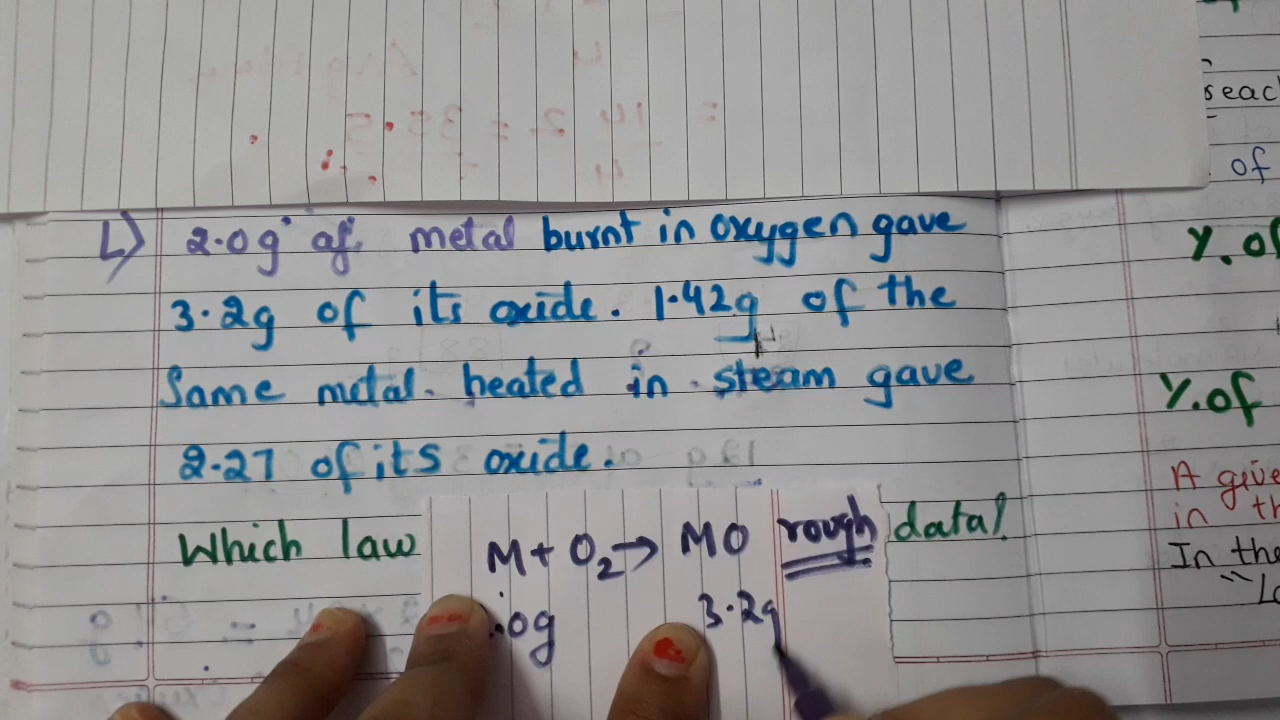 seac
of
L) 2.0g of metal burnt in oxygen gave
3.2g of its oxide. 1.42g of the
Same metal. heated in steam gave
2.27 of its oxide.
Which law
data!
M + O2 → MO rough
.0g 3.2g
Y. of
Y. of
A give
in th
In the
"Lo